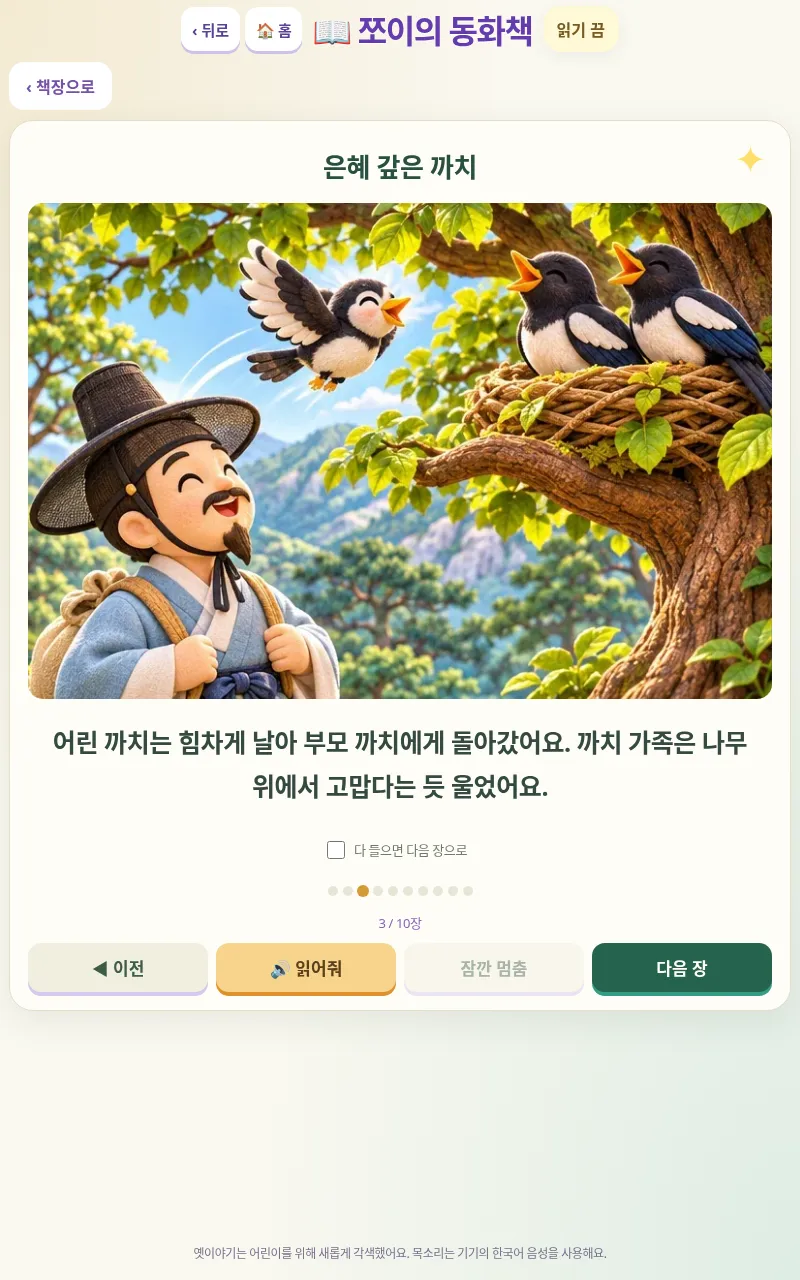 ‹ 뒤로
🏠 홈
📖 쪼이의 동화책
읽기 끔
‹ 책장으로
은혜 갚은 까치
어린 까치는 힘차게 날아 부모 까치에게 돌아갔어요. 까치 가족은 나무
위에서 고맙다는 듯 울었어요.
다 들으면 다음 장으로
3 / 10장
◀ 이전
🔊 읽어줘
잠깐 멈춤
다음 장
옛이야기는 어린이를 위해 새롭게 각색했어요. 목소리는 기기의 한국어 음성을 사용해요.